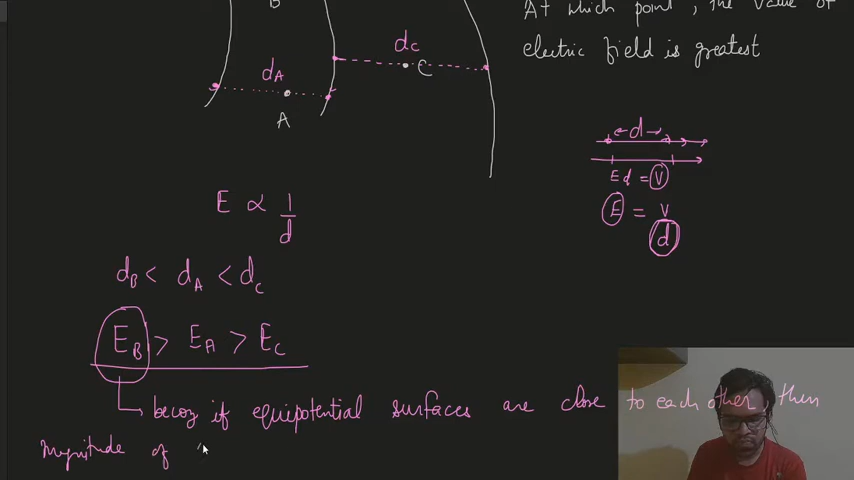 B
At which point, the value of
electric field is greatest
dC
C
dA
A
d
Ed = V
E = V
d
E ∝ 1
d
dB < dA < dC
EB > EA > EC
becoz if equipotential surfaces are close to each other, then
Magnitude of